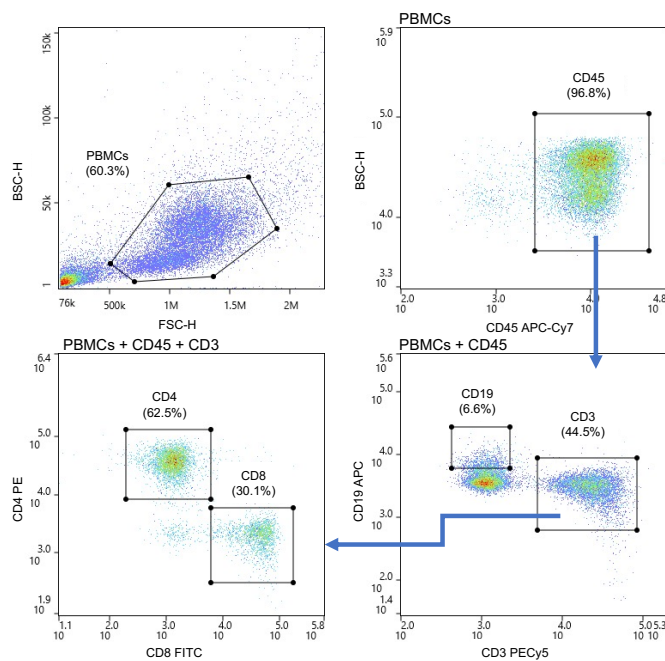 150k
100k
50k
1
BSC-H
PBMCs
(60.3%)
76k 500k 1M 1.5M 2M
FSC-H
PBMCs
10 5.9
10 5.0
10 4.0
10 3.3
BSC-H
CD45
(96.8%)
10 2.0 10 3.0 10 4.0 10 4.8
CD45 APC-Cy7
PBMCs + CD45 + CD3
10 6.4
10 5.0
10 4.0
10 3.0
10 1.9
CD4 PE
CD4
(62.5%)
CD8
(30.1%)
10 1.1 10 2.0 10 3.0 10 4.0 10 5.0 10 5.8
CD8 FITC
PBMCs + CD45
10 5.6
10 5.0
10 4.0
10 3.0
10 2.0
10 1.4
CD19 APC
CD19
(6.6%)
CD3
(44.5%)
10 2.0 10 3.0 10 4.0 10 5.0 10 5.3
CD3 PECy5